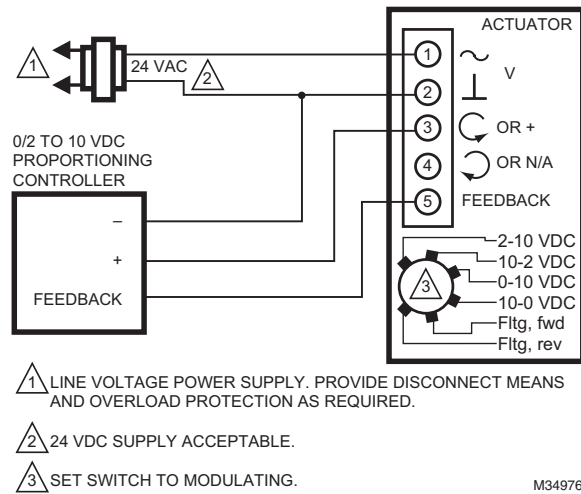 ACTUATOR
1
24 VAC
2
1
V
2
0/2 TO 10 VDC
PROPORTIONING
CONTROLLER
3
OR +
4
OR N/A
5
FEEDBACK
–
+
FEEDBACK
3
2-10 VDC
10-2 VDC
0-10 VDC
10-0 VDC
Fltg, fwd
Fltg, rev
1 LINE VOLTAGE POWER SUPPLY. PROVIDE DISCONNECT MEANS
AND OVERLOAD PROTECTION AS REQUIRED.
2 24 VDC SUPPLY ACCEPTABLE.
3 SET SWITCH TO MODULATING.
M34976